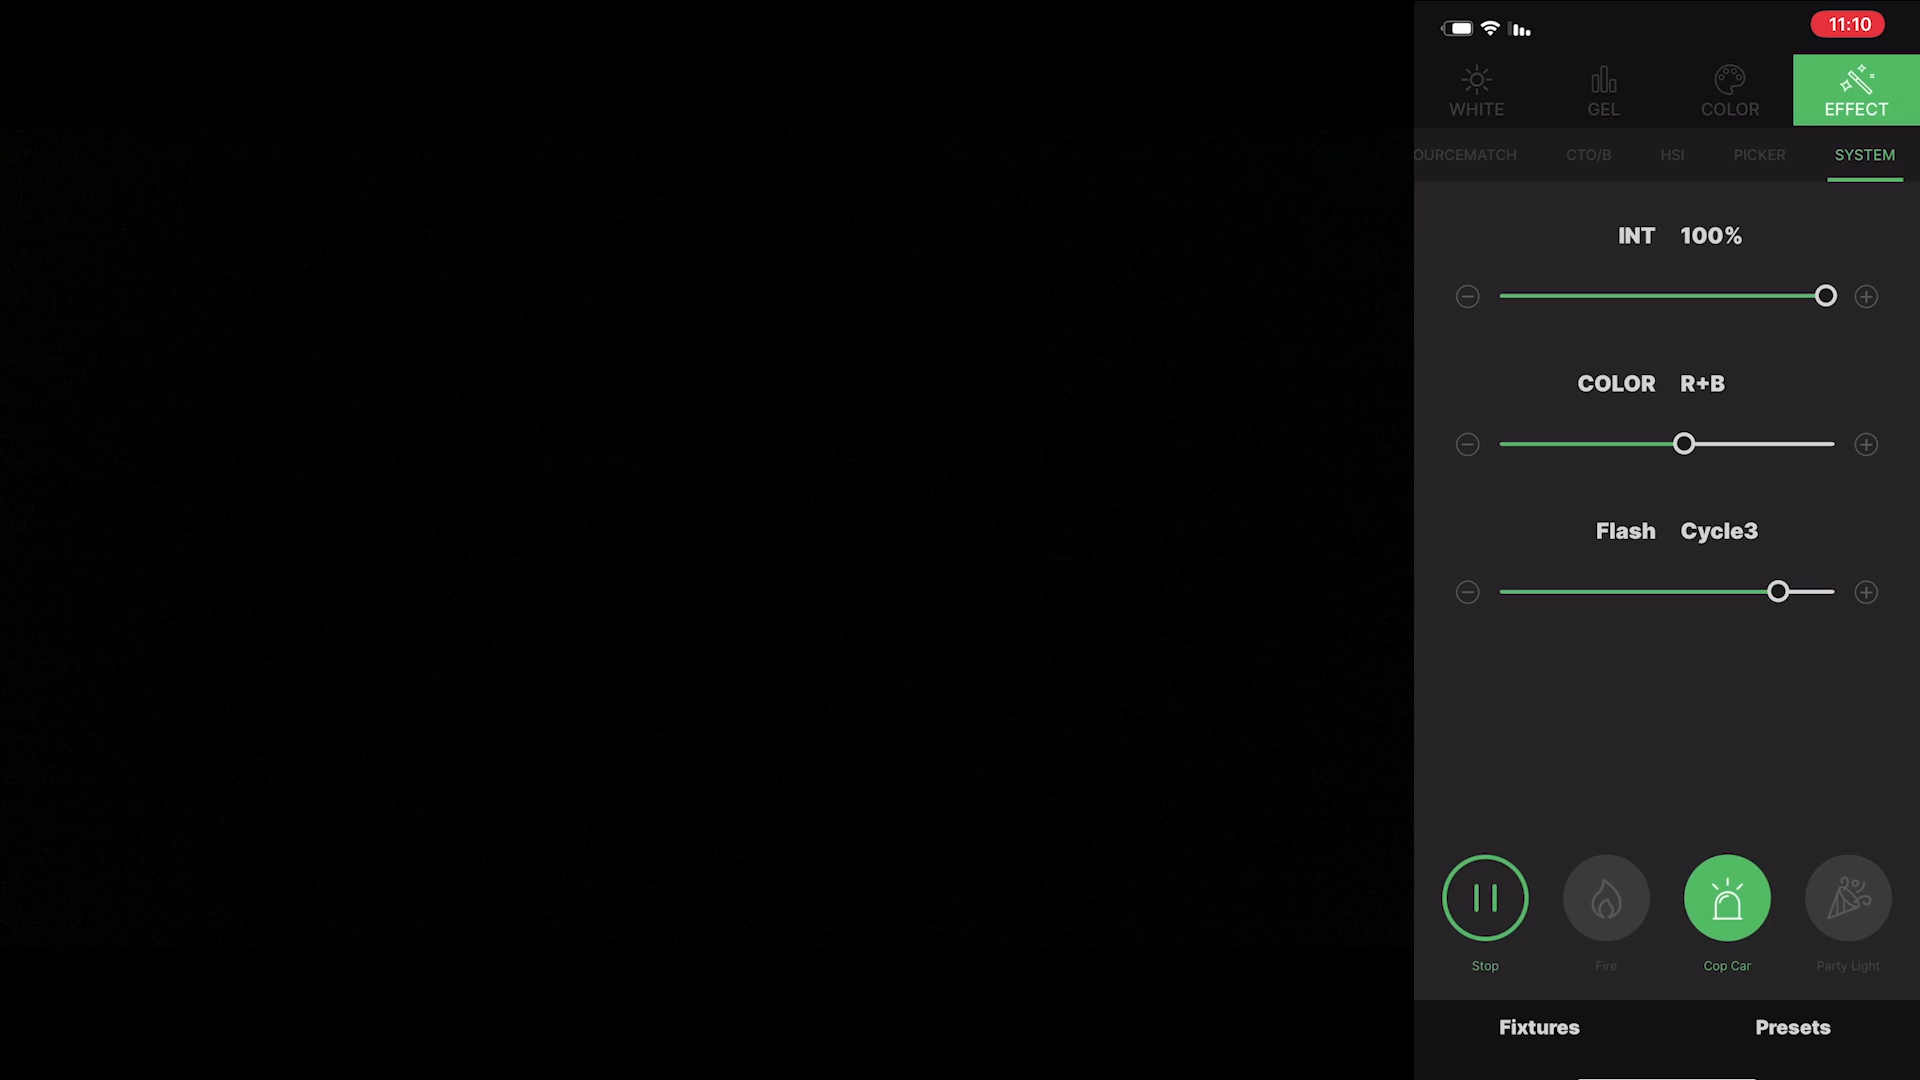 11:10
WHITE GEL COLOR EFFECT
OURCEMATCH CTO/B HSI PICKER SYSTEM
INT 100%
COLOR R+B
Flash Cycle3
Stop Fire Cop Car Party Light
Fixtures Presets